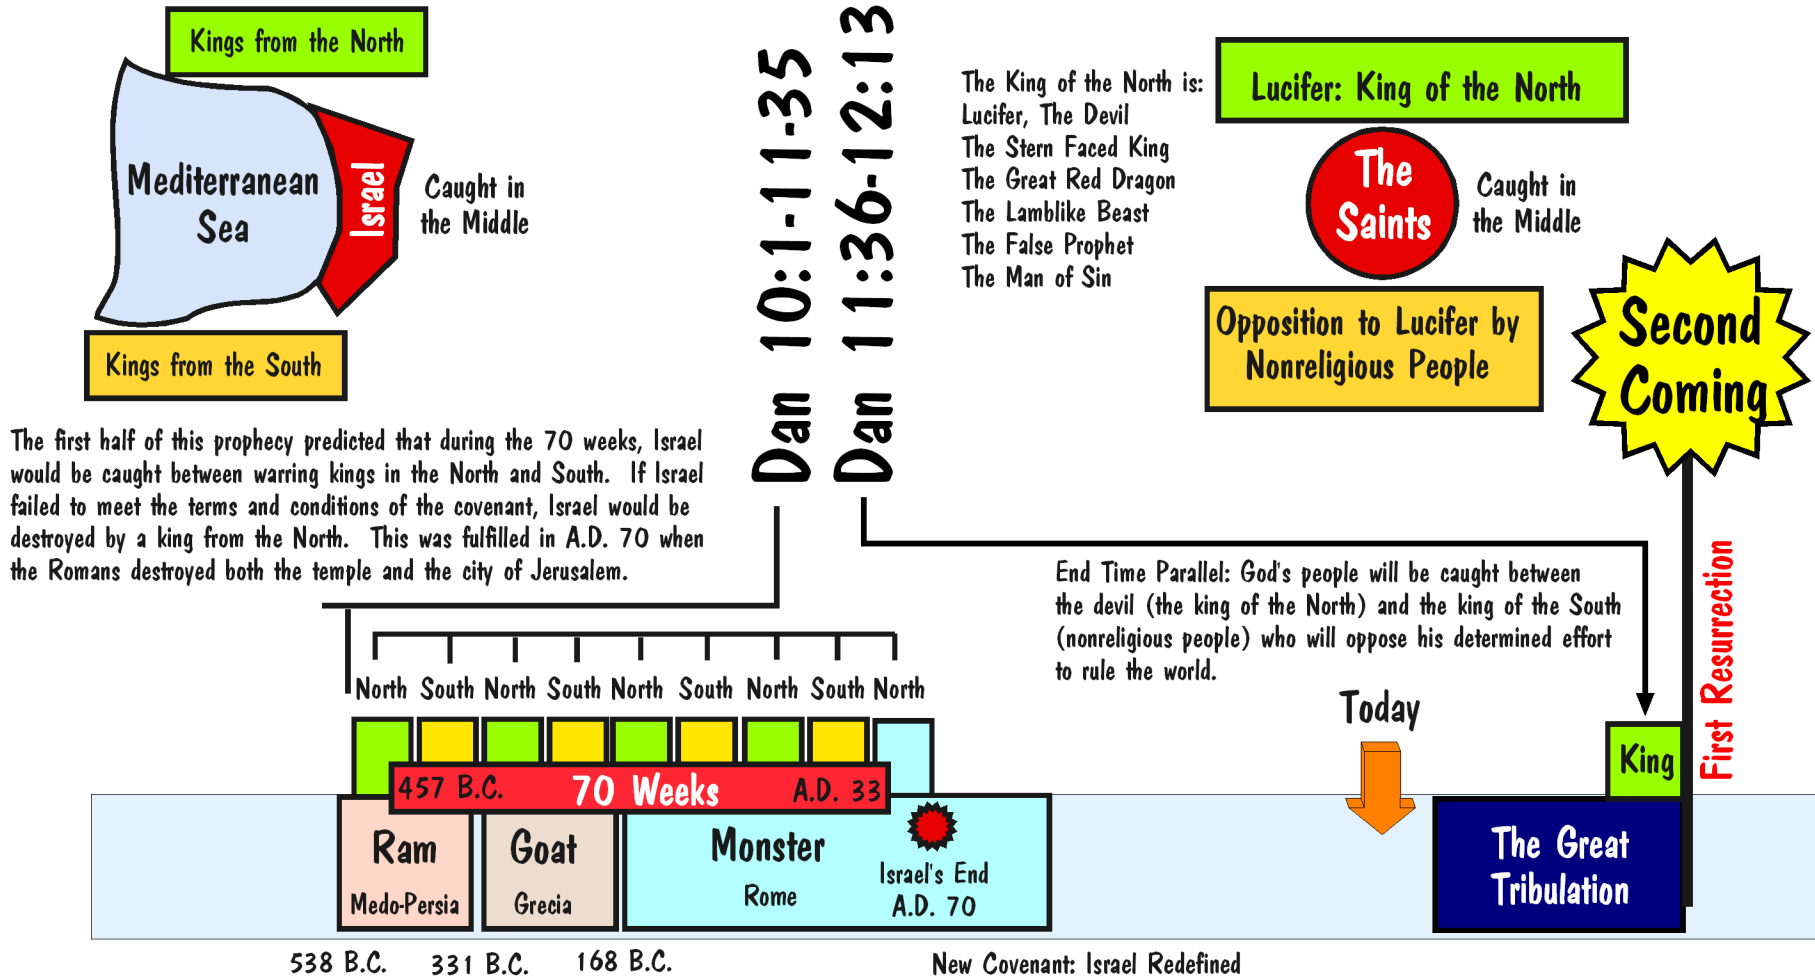 Kings from the North
Mediterranean
Sea
Israel
Caught in
the Middle
Kings from the South
The first half of this prophecy predicted that during the 70 weeks, Israel
would be caught between warring kings in the North and South. If Israel
failed to meet the terms and conditions of the covenant, Israel would be
destroyed by a king from the North. This was fulfilled in A.D. 70 when
the Romans destroyed both the temple and the city of Jerusalem.
Dan 10:1-11-35
Dan 11:36-12:13
The King of the North is:
Lucifer, The Devil
The Stern Faced King
The Great Red Dragon
The Lamblike Beast
The False Prophet
The Man of Sin
Lucifer: King of the North
The
Saints
Caught in
the Middle
Opposition to Lucifer by
Nonreligious People
Second
Coming
First Resurrection
End Time Parallel: God's people will be caught between
the devil (the king of the North) and the king of the South
(nonreligious people) who will oppose his determined effort
to rule the world.
North South North South North South North South North
457 B.C. 70 Weeks A.D. 33
Today
King
Ram
Medo-Persia
Goat
Grecia
Monster
Rome
Israel's End
A.D. 70
The Great
Tribulation
538 B.C. 331 B.C. 168 B.C.
New Covenant: Israel Redefined